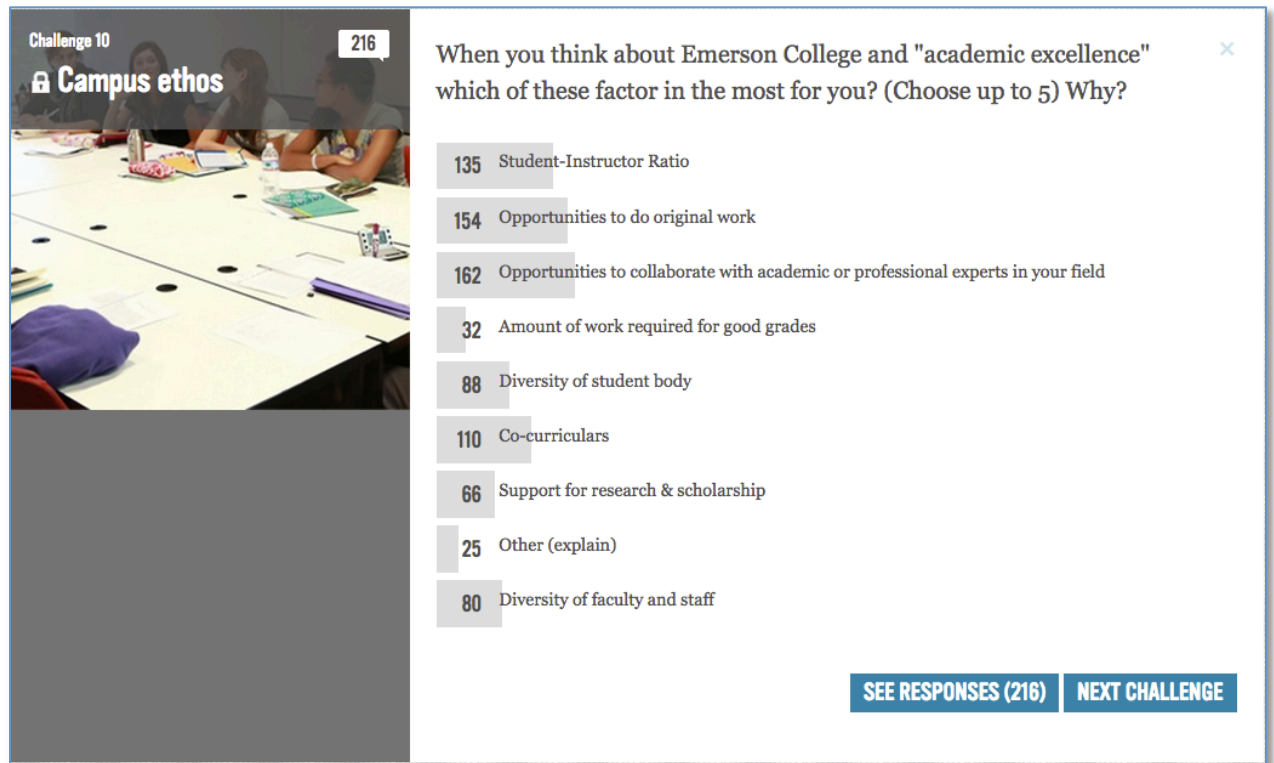 Challenge 10
216
Campus ethos
When you think about Emerson College and "academic excellence"
which of these factor in the most for you? (Choose up to 5) Why?
×
135 Student-Instructor Ratio
154 Opportunities to do original work
162 Opportunities to collaborate with academic or professional experts in your field
32 Amount of work required for good grades
88 Diversity of student body
110 Co-curriculars
66 Support for research & scholarship
25 Other (explain)
80 Diversity of faculty and staff
SEE RESPONSES (216) NEXT CHALLENGE